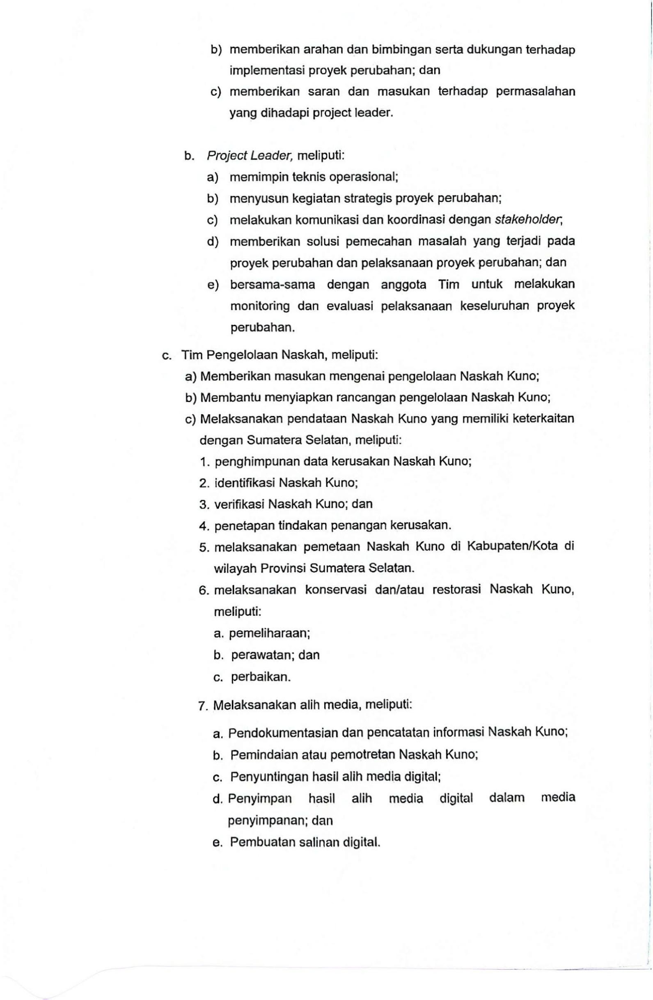 b) memberikan arahan dan bimbingan serta dukungan terhadap
implementasi proyek perubahan; dan
c) memberikan saran dan masukan terhadap permasalahan
yang dihadapi project leader.
b. Project Leader, meliputi:
a) memimpin teknis operasional;
b) menyusun kegiatan strategis proyek perubahan;
c) melakukan komunikasi dan koordinasi dengan stakeholder;
d) memberikan solusi pemecahan masalah yang terjadi pada
proyek perubahan dan pelaksanaan proyek perubahan; dan
e) bersama-sama dengan anggota Tim untuk melakukan
monitoring dan evaluasi pelaksanaan keseluruhan proyek
perubahan.
c. Tim Pengelolaan Naskah, meliputi:
a) Memberikan masukan mengenai pengelolaan Naskah Kuno;
b) Membantu menyiapkan rancangan pengelolaan Naskah Kuno;
c) Melaksanakan pendataan Naskah Kuno yang memiliki keterkaitan
dengan Sumatera Selatan, meliputi:
1. penghimpunan data kerusakan Naskah Kuno;
2. identifikasi Naskah Kuno;
3. verifikasi Naskah Kuno; dan
4. penetapan tindakan penangan kerusakan.
5. melaksanakan pemetaan Naskah Kuno di Kabupaten/Kota di
wilayah Provinsi Sumatera Selatan.
6. melaksanakan konservasi dan/atau restorasi Naskah Kuno,
meliputi:
a. pemeliharaan;
b. perawatan; dan
c. perbaikan.
7. Melaksanakan alih media, meliputi:
a. Pendokumentasian dan pencatatan informasi Naskah Kuno;
b. Pemindaian atau pemotretan Naskah Kuno;
c. Penyuntingan hasil alih media digital;
d. Penyimpan hasil alih media digital dalam media
penyimpanan; dan
e. Pembuatan salinan digital.